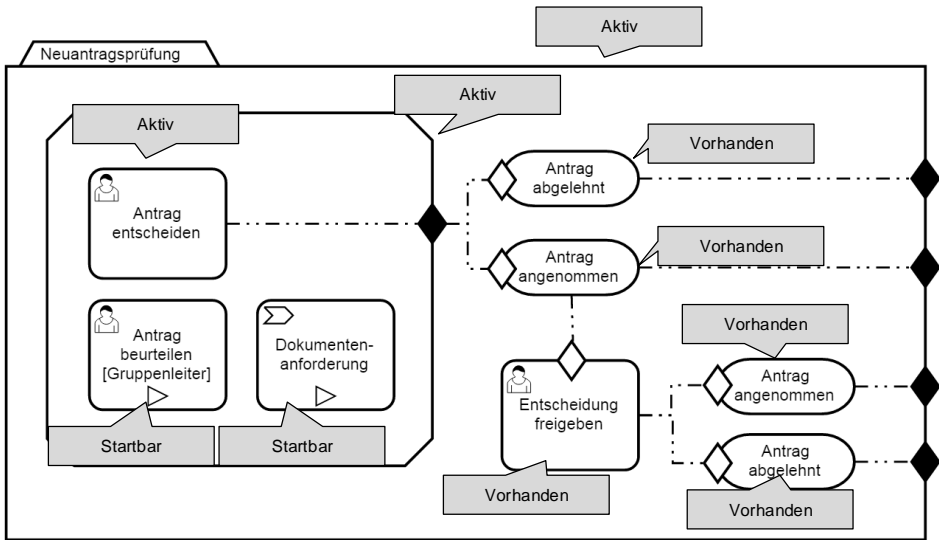 Aktiv
Neuantragsprüfung
Aktiv
Aktiv
Vorhanden
Antrag
abgelehnt
Antrag
entscheiden
Vorhanden
Antrag
angenommen
Antrag
beurteilen
[Gruppenleiter]
Dokumenten-
anforderung
Vorhanden
Entscheidung
freigeben
Antrag
angenommen
Startbar
Startbar
Antrag
abgelehnt
Vorhanden
Vorhanden